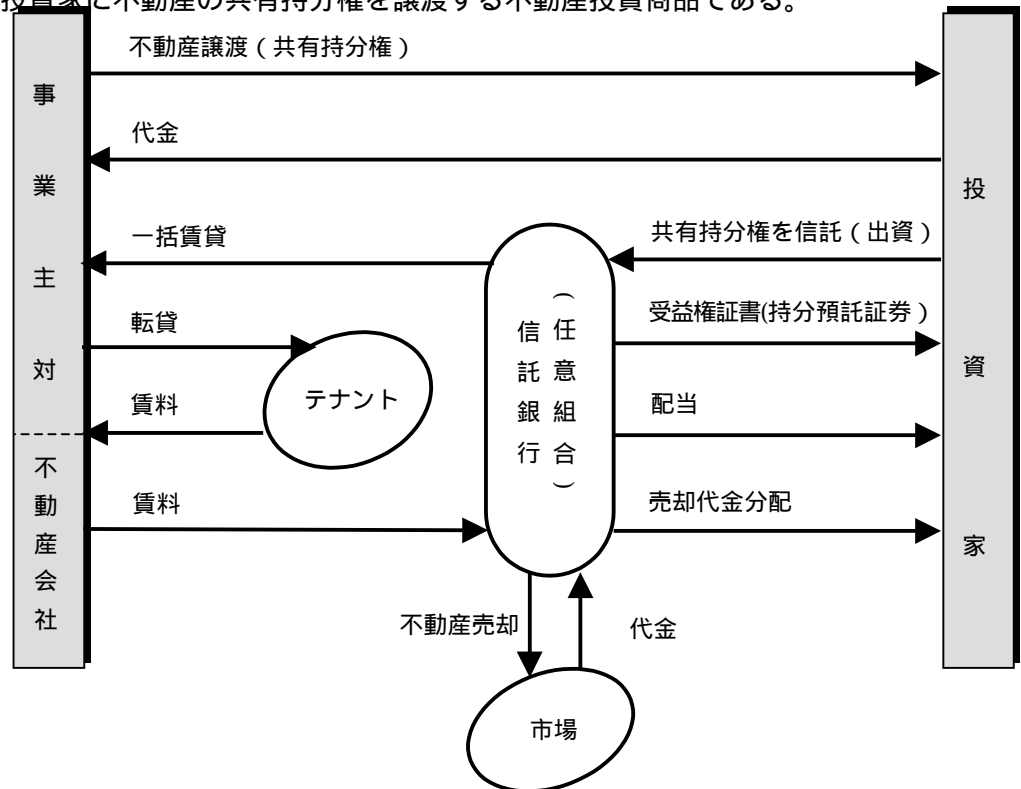 投資家に不動産の共有持分権を譲渡する不動産投資商品である。
不動産譲渡（共有持分権）
代金
一括賃貸
共有持分権を信託（出資）
転貸
受益権証書(持分預託証券）
テナント
賃料
配当
賃料
売却代金分配
事業主対
不動産会社
信託銀行
（任意組合）
投資家
不動産売却
代金
市場